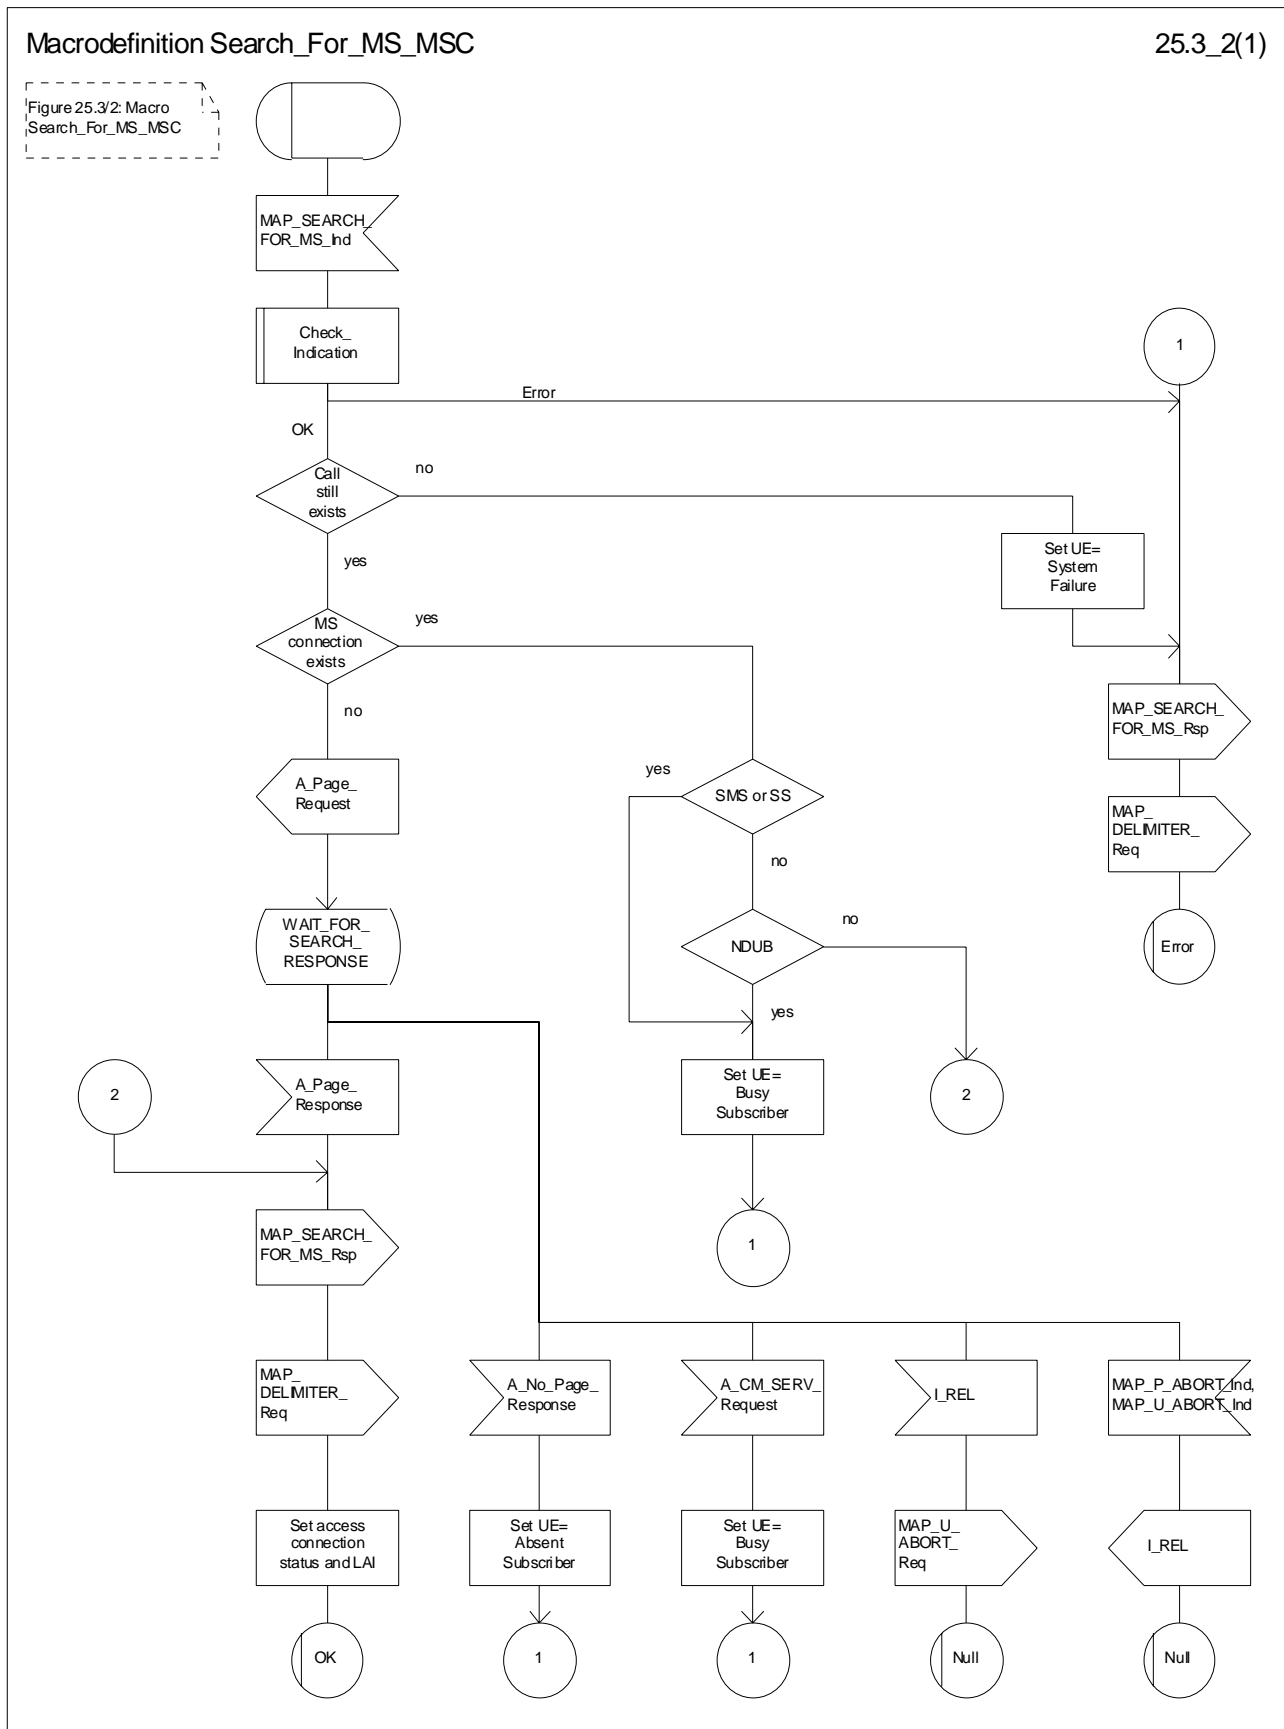 Macrodefinition Search_For_MS_MSC
25.3_2(1)
Figure 25.3/2: Macro
Search_For_MS_MSC
MAP_SEARCH_
FOR_MS_Ind
Check_
Indication
1
Error
OK
Call
still
exists
no
Set UE=
System
Failure
yes
MS
connection
exists
yes
no
MAP_SEARCH_
FOR_MS_Rsp
A_Page_
Request
yes
SMS or SS
no
MAP_
DELIMITER_
Req
WAIT_FOR_
SEARCH_
RESPONSE
NDUB
no
Error
yes
2
A_Page_
Response
Set UE=
Busy
Subscriber
2
MAP_SEARCH_
FOR_MS_Rsp
1
MAP_
DELIMITER_
Req
A_No_Page_
Response
A_CM_SERV_
Request
I_REL
MAP_P_ABORT_Ind,
MAP_U_ABORT_Ind
Set access
connection
status and LAI
Set UE=
Absent
Subscriber
Set UE=
Busy
Subscriber
MAP_U_
ABORT_
Req
I_REL
OK
1
1
Null
Null